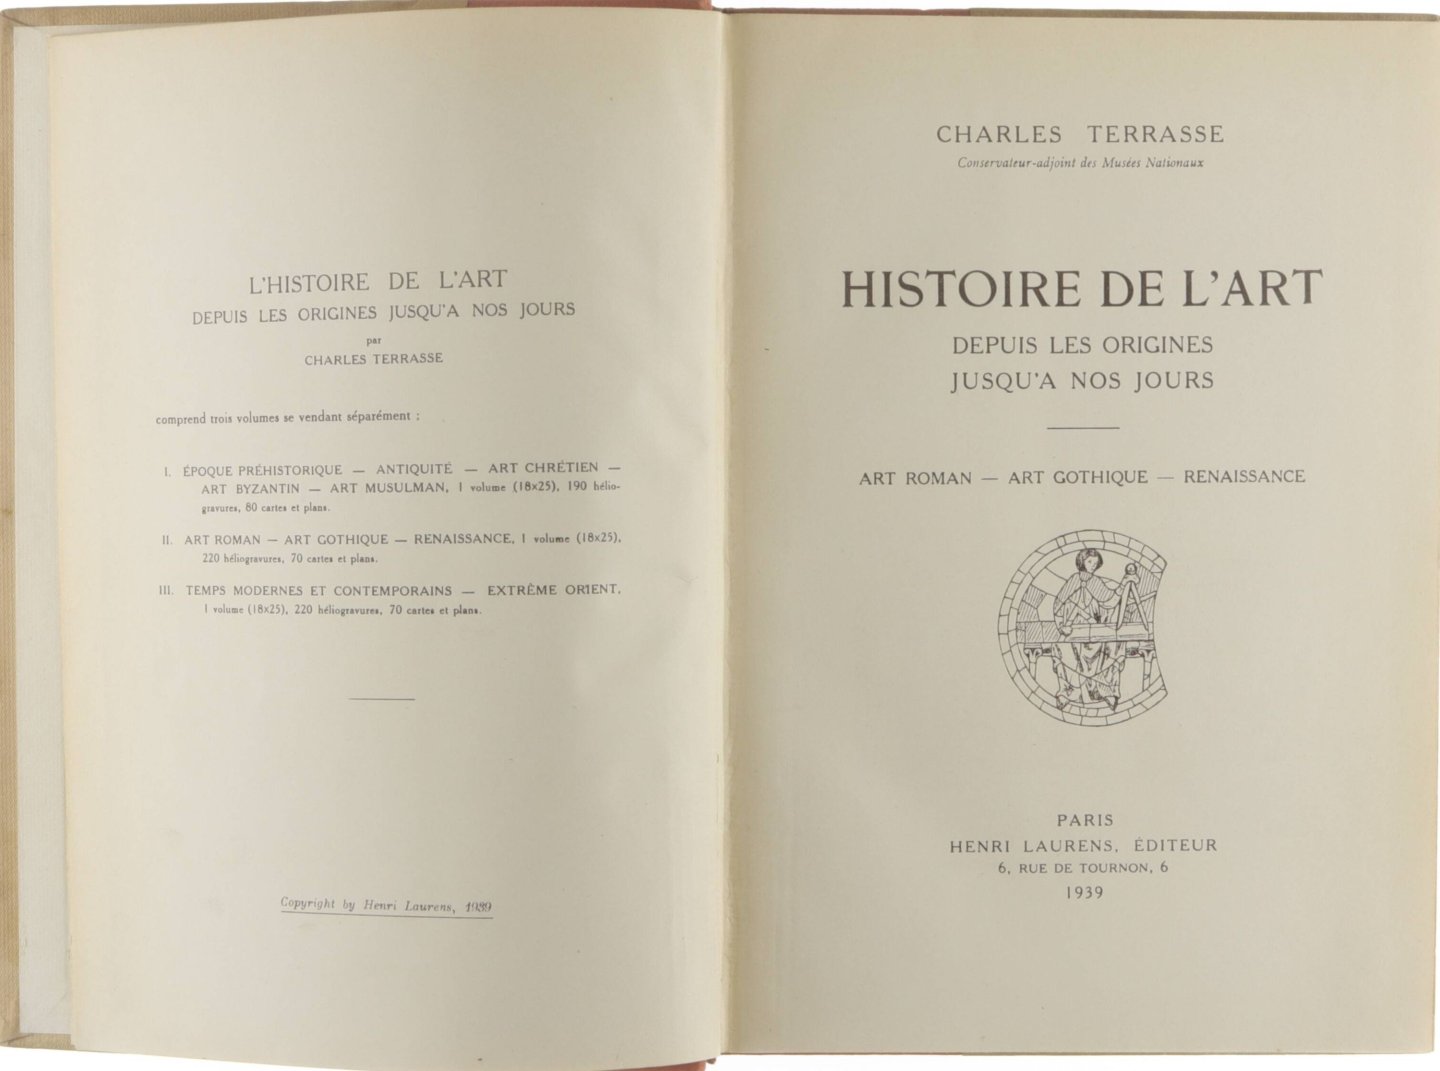 L'HISTOIRE DE L'ART
DEPUIS LES ORIGINES JUSQU'A NOS JOURS
par
CHARLES TERRASSE
comprend trois volumes se vendant séparément :
I. ÉPOQUE PRÉHISTORIQUE — ANTIQUITÉ — ART CHRÉTIEN —
ART BYZANTIN — ART MUSULMAN, 1 volume (18x25), 190 hélio-
gravures, 80 cartes et plans.
II. ART ROMAN — ART GOTHIQUE — RENAISSANCE, 1 volume (18x25),
220 héliogravures, 70 cartes et plans.
III. TEMPS MODERNES ET CONTEMPORAINS — EXTRÊME ORIENT,
1 volume (18x25), 220 héliogravures, 70 cartes et plans.
Copyright by Henri Laurens, 1939
CHARLES TERRASSE
Conservateur-adjoint des Musées Nationaux
HISTOIRE DE L'ART
DEPUIS LES ORIGINES
JUSQU'A NOS JOURS
ART ROMAN — ART GOTHIQUE — RENAISSANCE
PARIS
HENRI LAURENS, ÉDITEUR
6, RUE DE TOURNON, 6
1939